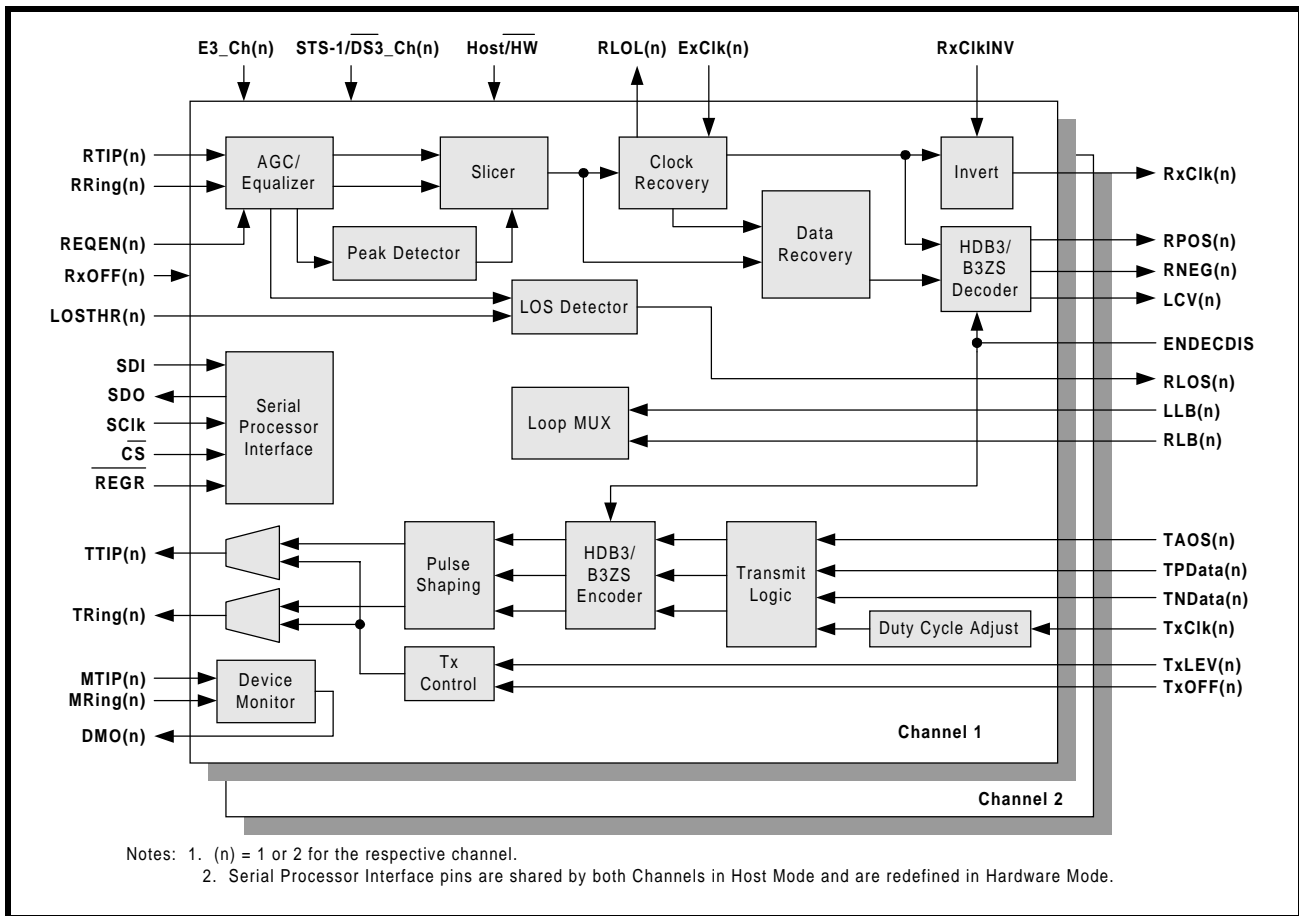 E3_Ch(n) STS-1/DS3_Ch(n) Host/HW RLOL(n) ExClk(n) RxClkINV
RTIP(n)
RRing(n)
REQEN(n)
RxOFF(n)
LOSTHR(n)
SDI
SDO
SClk
CS
REGR
TTIP(n)
TRing(n)
MTIP(n)
MRing(n)
DMO(n)
AGC/
Equalizer
Slicer
Clock
Recovery
Invert
Peak Detector
Data
Recovery
HDB3/
B3ZS
Decoder
LOS Detector
Serial
Processor
Interface
Loop MUX
Pulse
Shaping
HDB3/
B3ZS
Encoder
Transmit
Logic
Duty Cycle Adjust
Tx
Control
Device
Monitor
RxClk(n)
RPOS(n)
RNEG(n)
LCV(n)
ENDECDIS
RLOS(n)
LLB(n)
RLB(n)
TAOS(n)
TPData(n)
TNData(n)
TxClk(n)
TxLEV(n)
TxOFF(n)
Channel 1
Channel 2
Notes: 1. (n) = 1 or 2 for the respective channel.
2. Serial Processor Interface pins are shared by both Channels in Host Mode and are redefined in Hardware Mode.